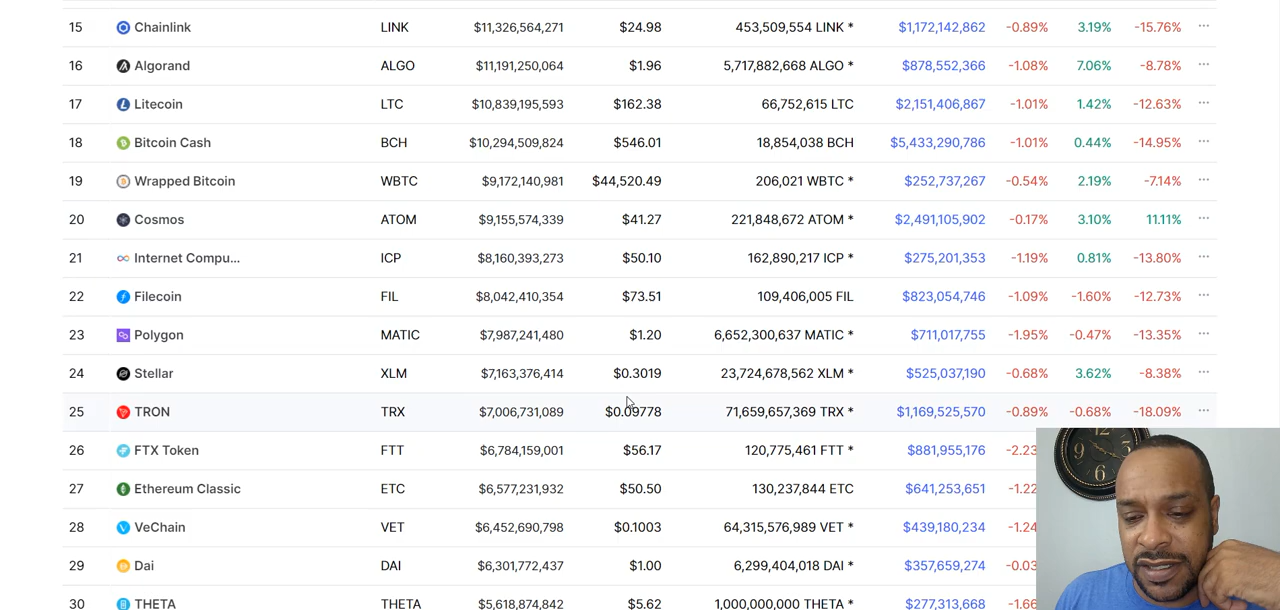 15 Chainlink LINK $11,326,564,271 $24.98 453,509,554 LINK * $1,172,142,862 -0.89% 3.19% -15.76% ...
16 Algorand ALGO $11,191,250,064 $1.96 5,717,882,668 ALGO * $878,552,366 -1.08% 7.06% -8.78% ...
17 Litecoin LTC $10,839,195,593 $162.38 66,752,615 LTC $2,151,406,867 -1.01% 1.42% -12.63% ...
18 Bitcoin Cash BCH $10,294,509,824 $546.01 18,854,038 BCH $5,433,290,786 -1.01% 0.44% -14.95% ...
19 Wrapped Bitcoin WBTC $9,172,140,981 $44,520.49 206,021 WBTC * $252,737,267 -0.54% 2.19% -7.14% ...
20 Cosmos ATOM $9,155,574,339 $41.27 221,848,672 ATOM * $2,491,105,902 -0.17% 3.10% 11.11% ...
21 Internet Compu... ICP $8,160,393,273 $50.10 162,890,217 ICP * $275,201,353 -1.19% 0.81% -13.80% ...
22 Filecoin FIL $8,042,410,354 $73.51 109,406,005 FIL $823,054,746 -1.09% -1.60% -12.73% ...
23 Polygon MATIC $7,987,241,480 $1.20 6,652,300,637 MATIC * $711,017,755 -1.95% -0.47% -13.35% ...
24 Stellar XLM $7,163,376,414 $0.3019 23,724,678,562 XLM * $525,037,190 -0.68% 3.62% -8.38% ...
25 TRON TRX $7,006,731,089 $0.09778 71,659,657,369 TRX * $1,169,525,570 -0.89% -0.68% -18.09% ...
26 FTX Token FTT $6,784,159,001 $56.17 120,775,461 FTT * $881,955,176 -2.23
27 Ethereum Classic ETC $6,577,231,932 $50.50 130,237,844 ETC $641,253,651 -1.22
28 VeChain VET $6,452,690,798 $0.1003 64,315,576,989 VET * $439,180,234 -1.24
29 Dai DAI $6,301,772,437 $1.00 6,299,404,018 DAI * $357,659,274 -0.03
30 THETA THETA $5,618,874,842 $5.62 1,000,000,000 THETA * $277,313,668 -1.66